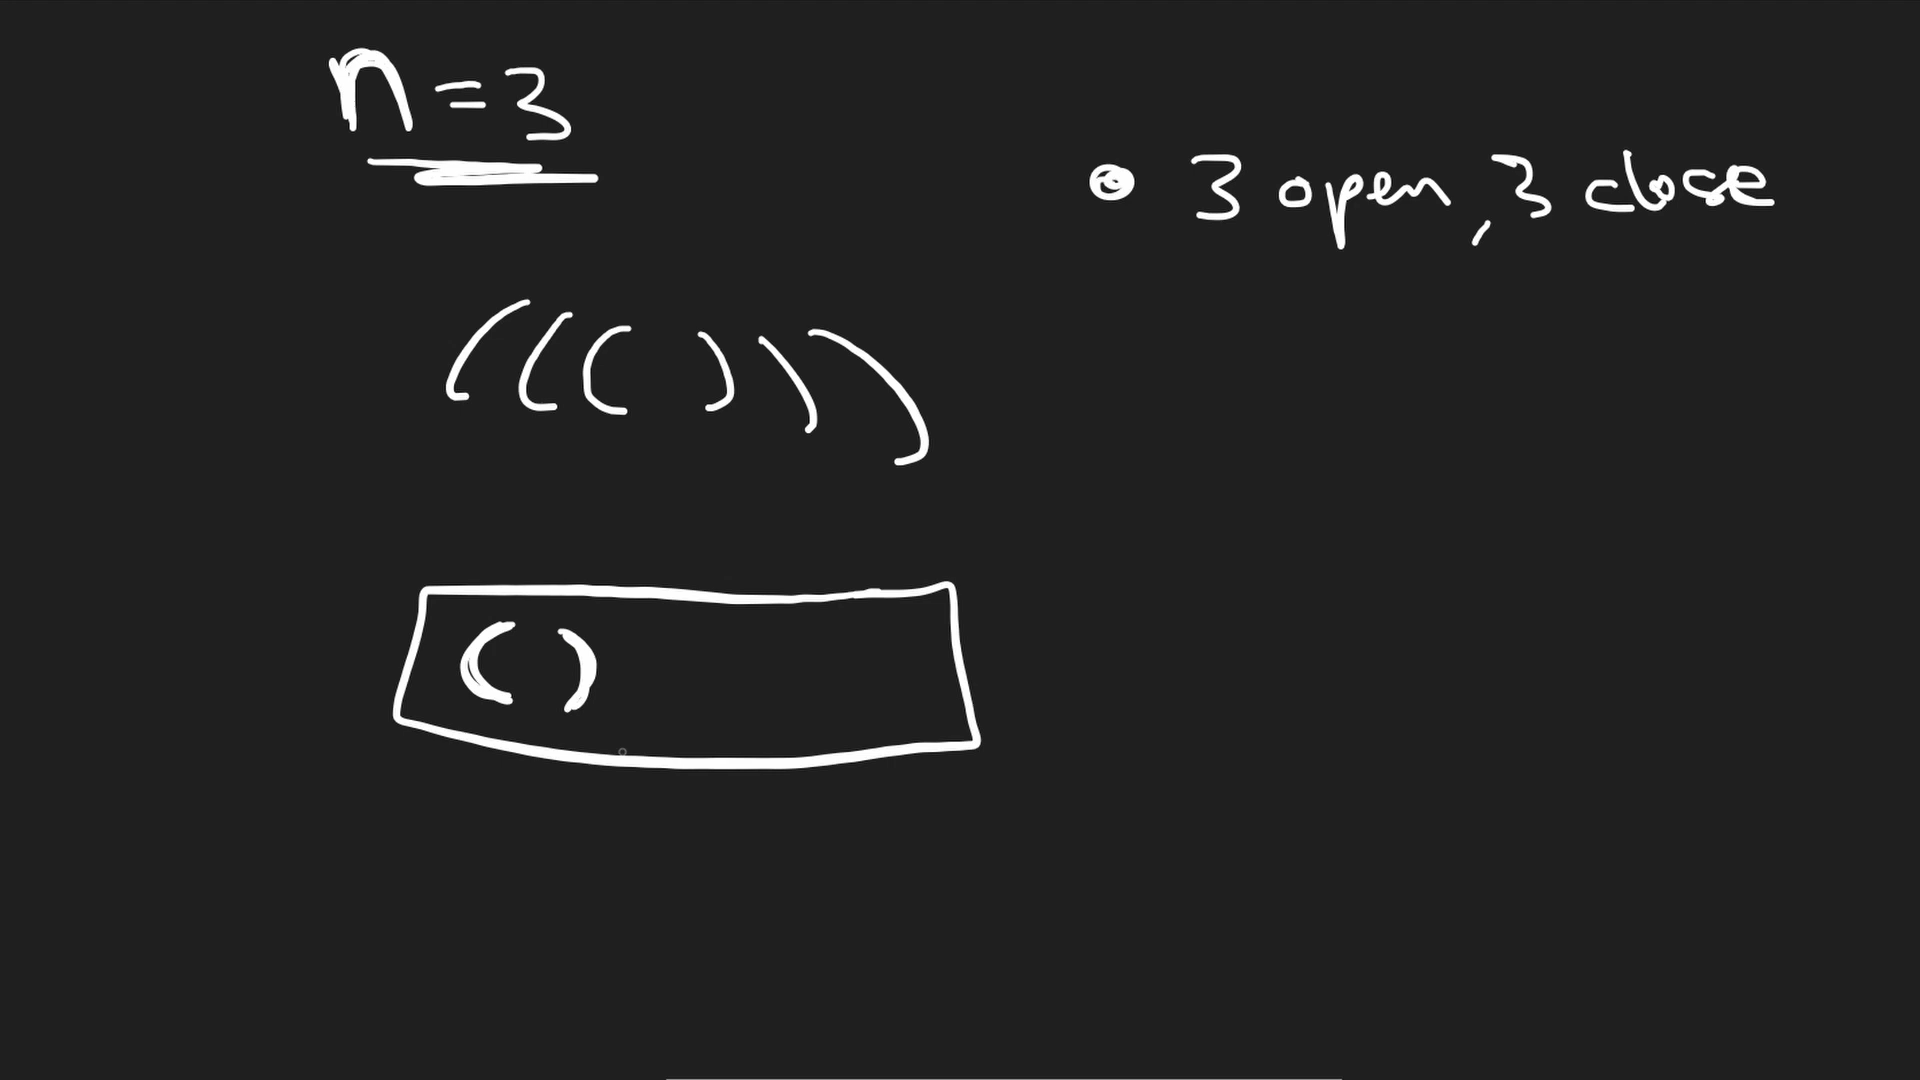 n = 3
• 3 open, 3 close
((()))
()